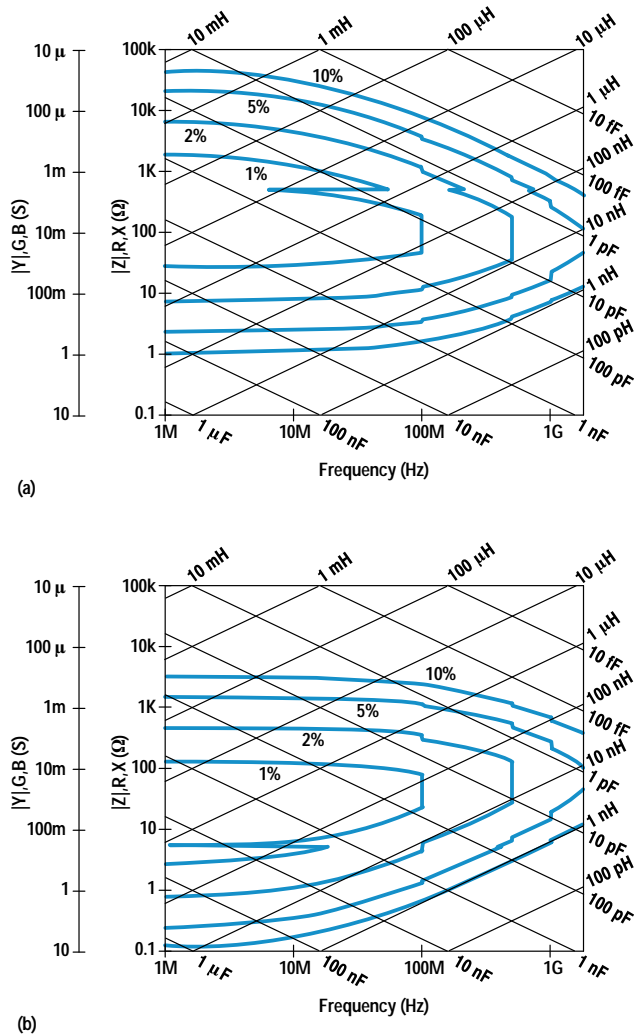 10 mH 1 mH 100 μH 10 μH
10 μ 100k
10%
1 μH
100 μ 10k
5%
10 fF
2%
100 nH
1m 1K
1%
100 fF
|Y|,G,B (S)
|Z|,R,X (Ω)
10 nH
10m 100
1 pF
1 nH
100m 10
10 pF
100 pH
1 1
100 pF
10 0.1
1M 1 μF 10M 100 nF 100M 10 nF 1G 1 nF
Frequency (Hz)
(a)
10 mH 1 mH 100 μH 10 μH
10 μ 100k
1 μH
100 μ 10k
10 fF
10%
100 nH
1m 1K
5%
100 fF
2%
|Y|,G,B (S)
|Z|,R,X (Ω)
10 nH
10m 100
1%
1 pF
1 nH
100m 10
10 pF
100 pH
1 1
100 pF
10 0.1
1M 1 μF 10M 100 nF 100M 10 nF 1G 1 nF
Frequency (Hz)
(b)